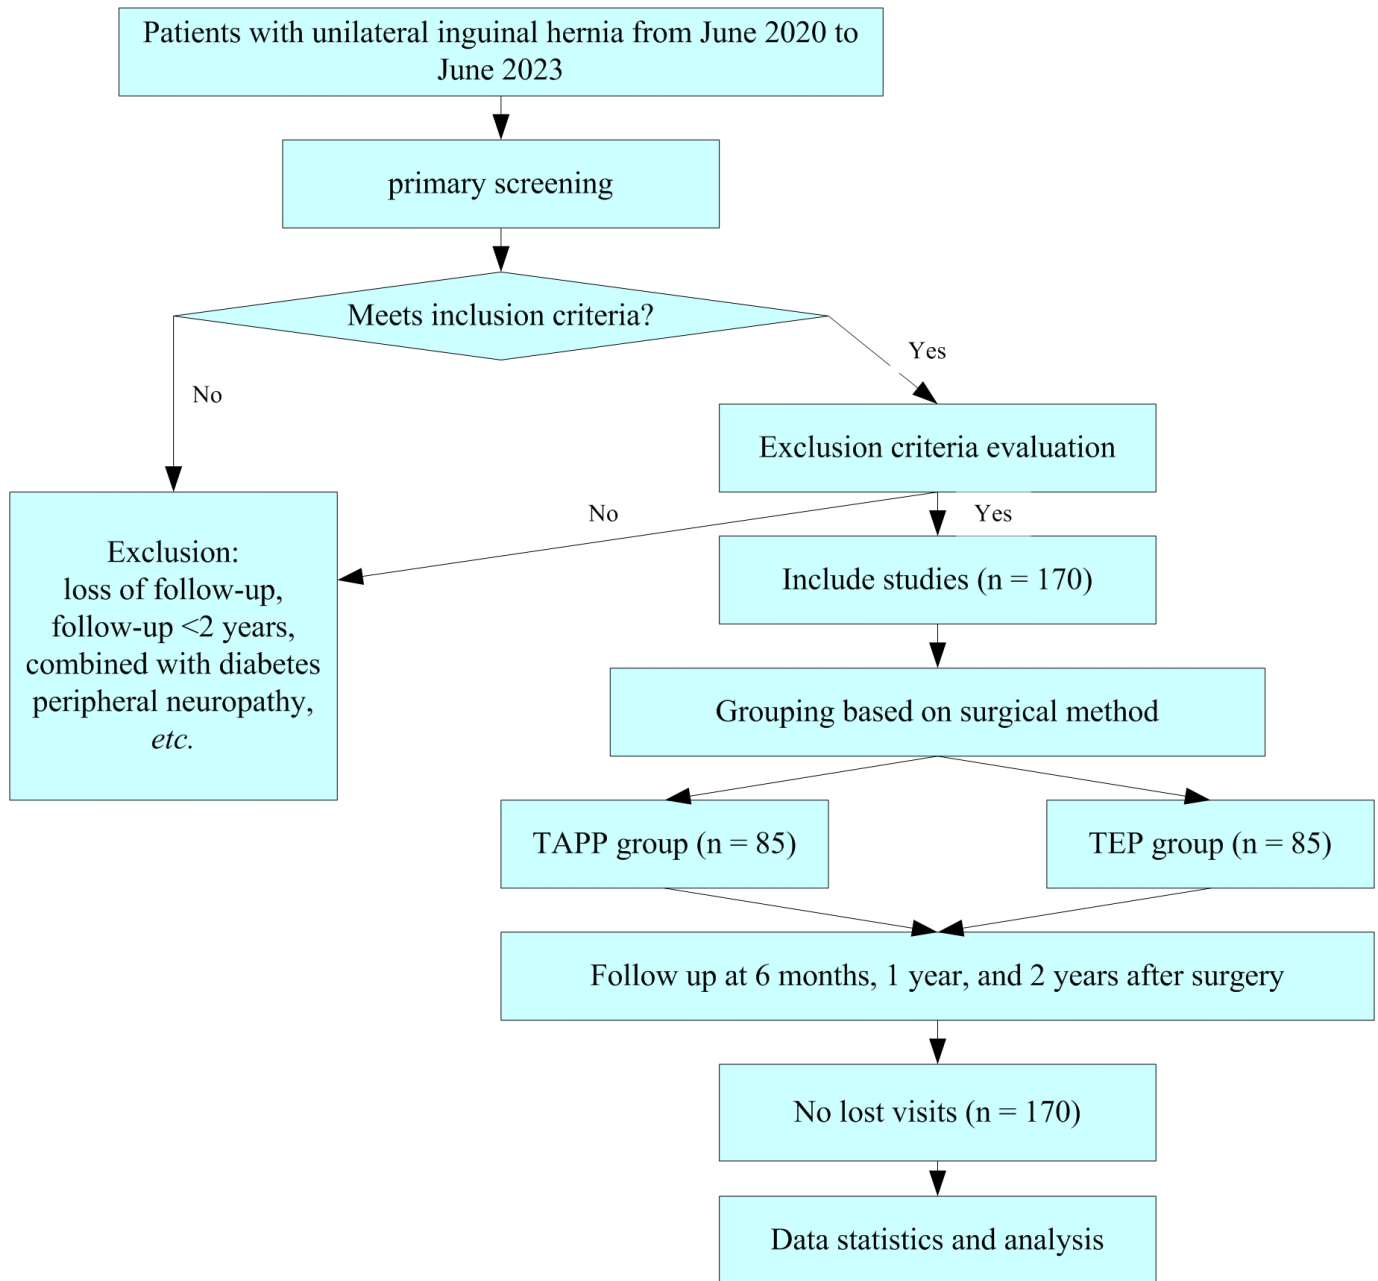 Patients with unilateral inguinal hernia from June 2020 to
June 2023
primary screening
Meets inclusion criteria?
Yes
No
Exclusion criteria evaluation
No
Yes
Exclusion:
loss of follow-up,
follow-up <2 years,
combined with diabetes
peripheral neuropathy,
etc.
Include studies (n = 170)
Grouping based on surgical method
TAPP group (n = 85)
TEP group (n = 85)
Follow up at 6 months, 1 year, and 2 years after surgery
No lost visits (n = 170)
Data statistics and analysis